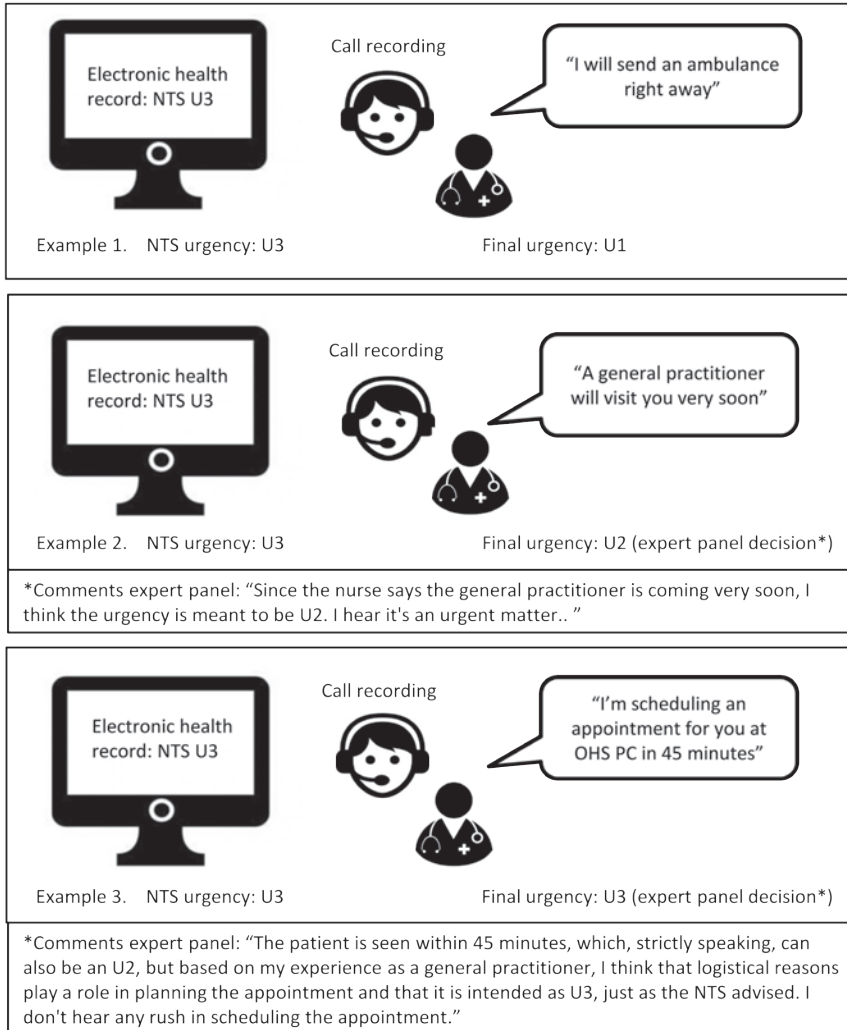 Call recording
Electronic health
record: NTS U3
“I will send an ambulance
right away”
Example 1. NTS urgency: U3
Final urgency: U1
Call recording
Electronic health
record: NTS U3
“A general practitioner
will visit you very soon”
Example 2. NTS urgency: U3
Final urgency: U2 (expert panel decision*)
*Comments expert panel: “Since the nurse says the general practitioner is coming very soon, I
think the urgency is meant to be U2. I hear it's an urgent matter.. ”
Call recording
Electronic health
record: NTS U3
“I’m scheduling an
appointment for you at
OHS PC in 45 minutes”
Example 3. NTS urgency: U3
Final urgency: U3 (expert panel decision*)
*Comments expert panel: “The patient is seen within 45 minutes, which, strictly speaking, can
also be an U2, but based on my experience as a general practitioner, I think that logistical reasons
play a role in planning the appointment and that it is intended as U3, just as the NTS advised. I
don't hear any rush in scheduling the appointment.”